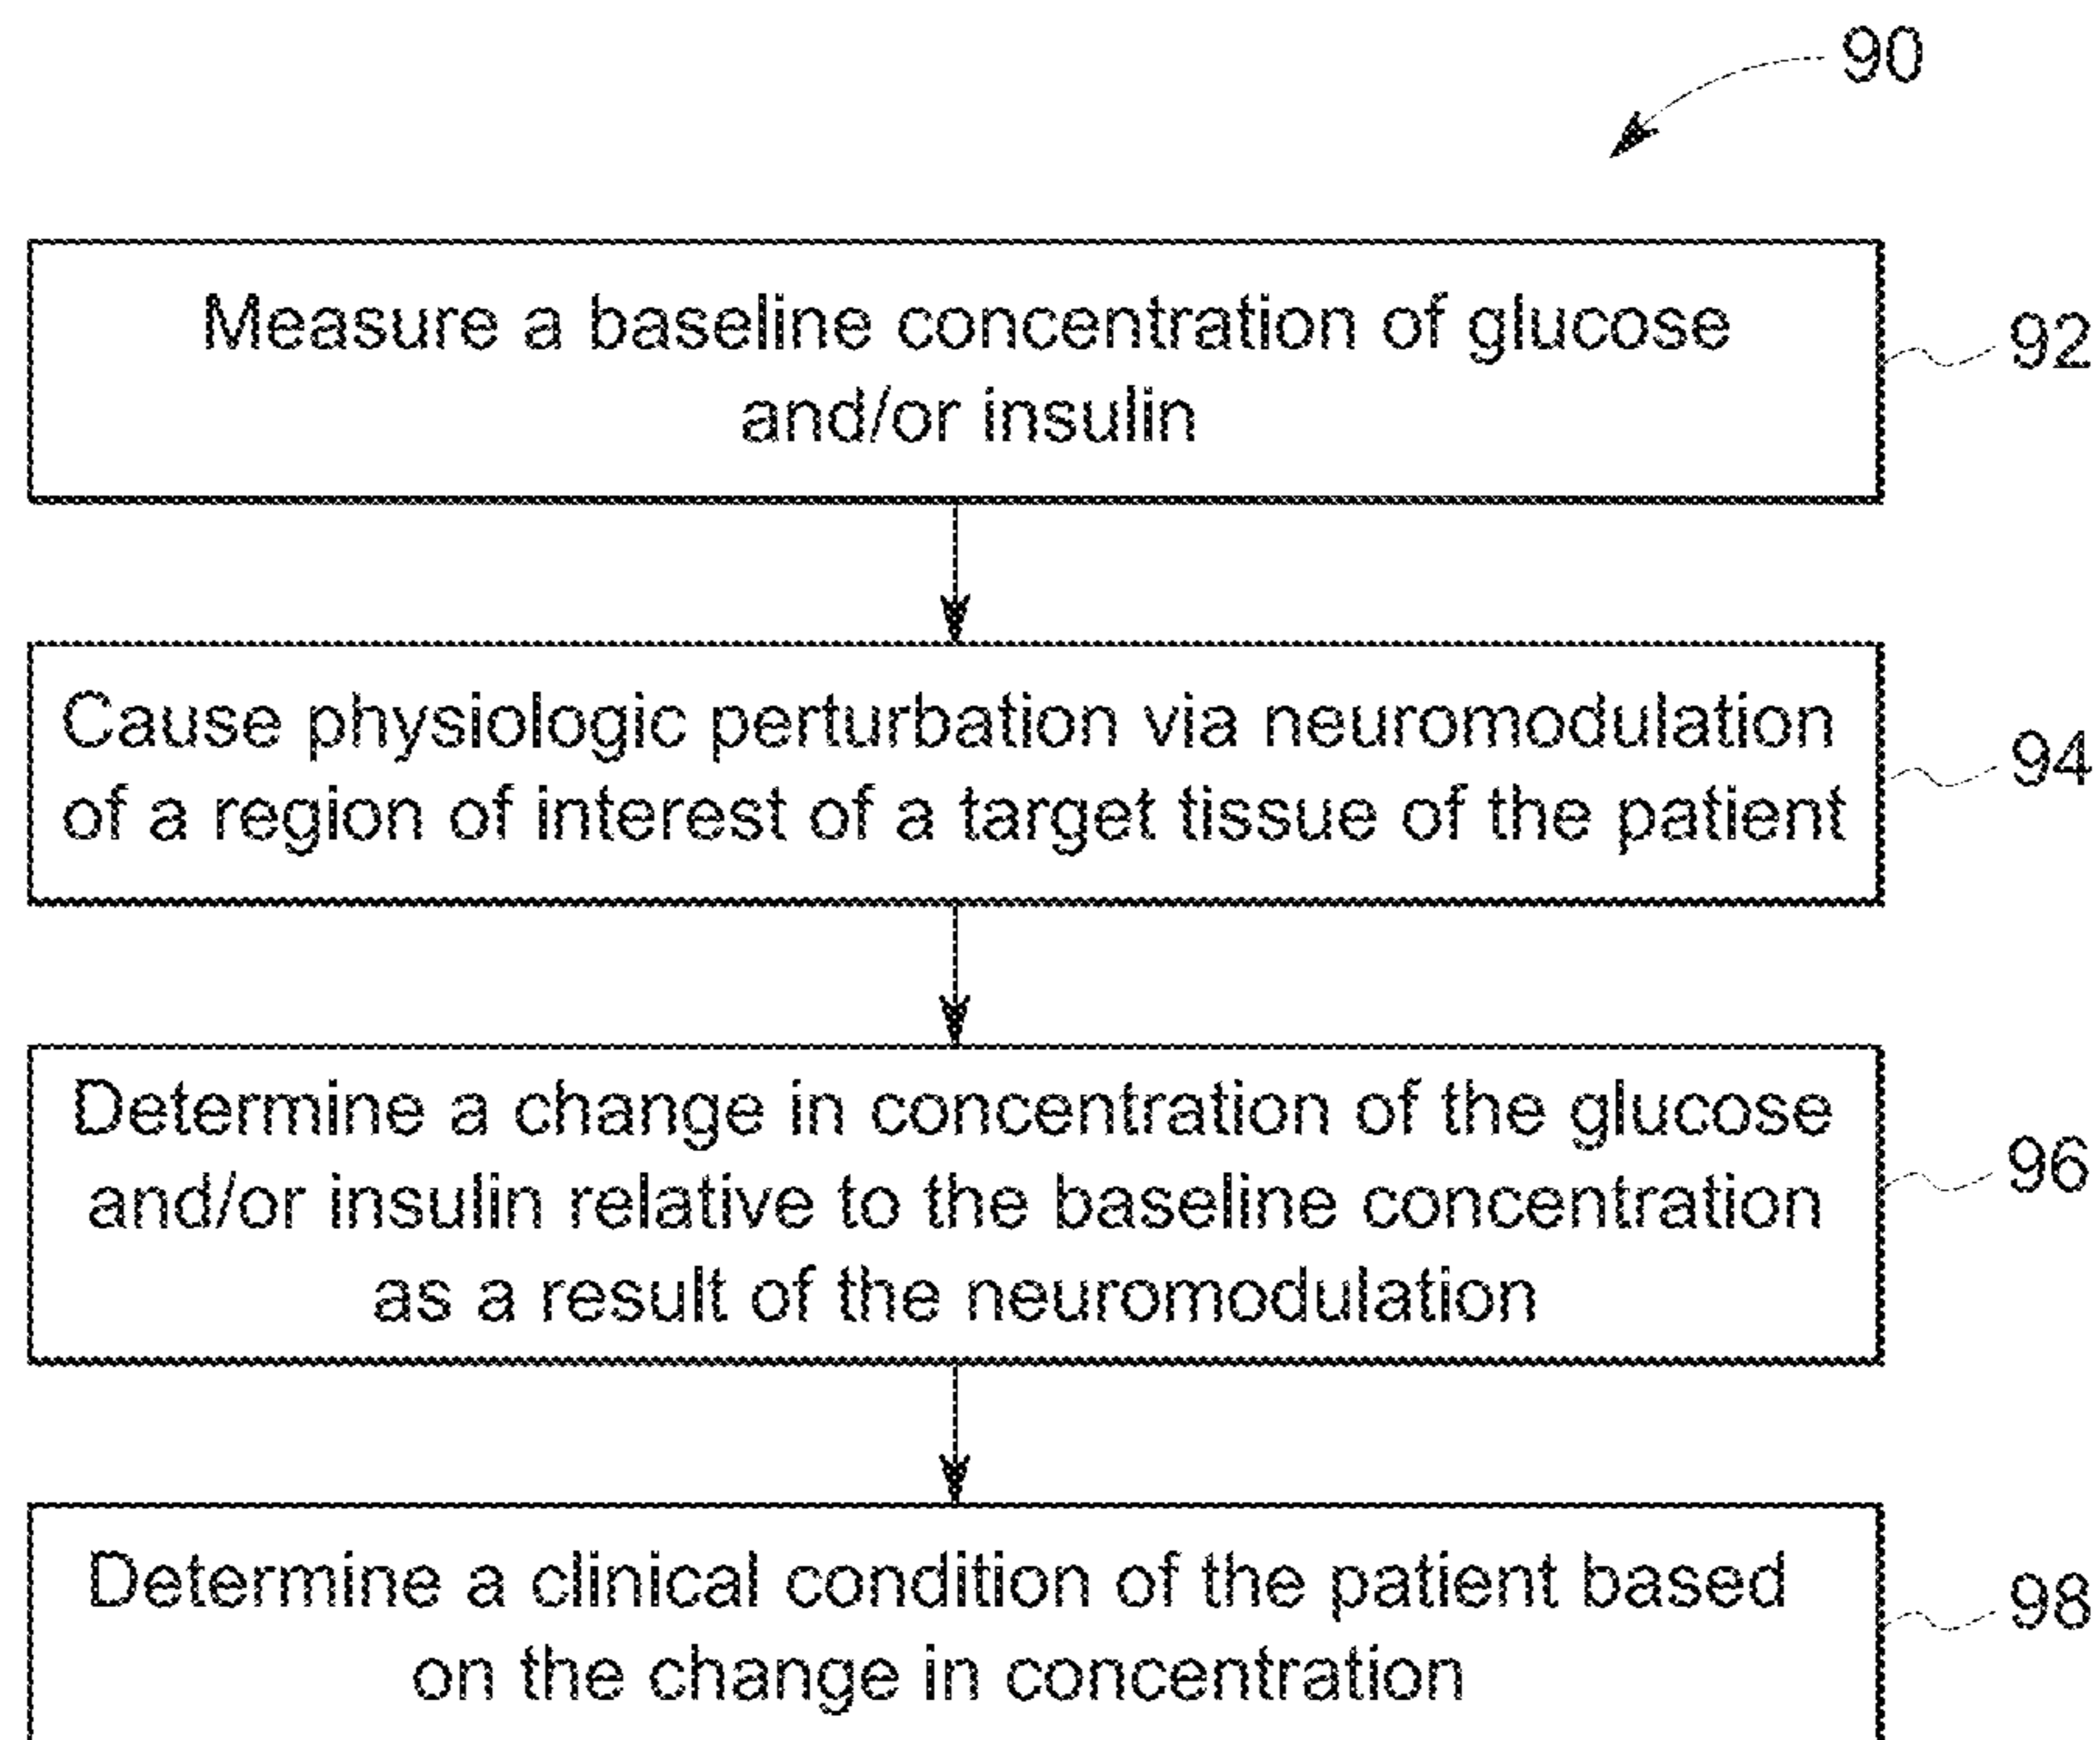 90
Measure a baseline concentration of glucose
and/or insulin
92
Cause physiologic perturbation via neuromodulation
of a region of interest of a target tissue of the patient
94
Determine a change in concentration of the glucose
and/or insulin relative to the baseline concentration
as a result of the neuromodulation
96
Determine a clinical condition of the patient based
on the change in concentration
98